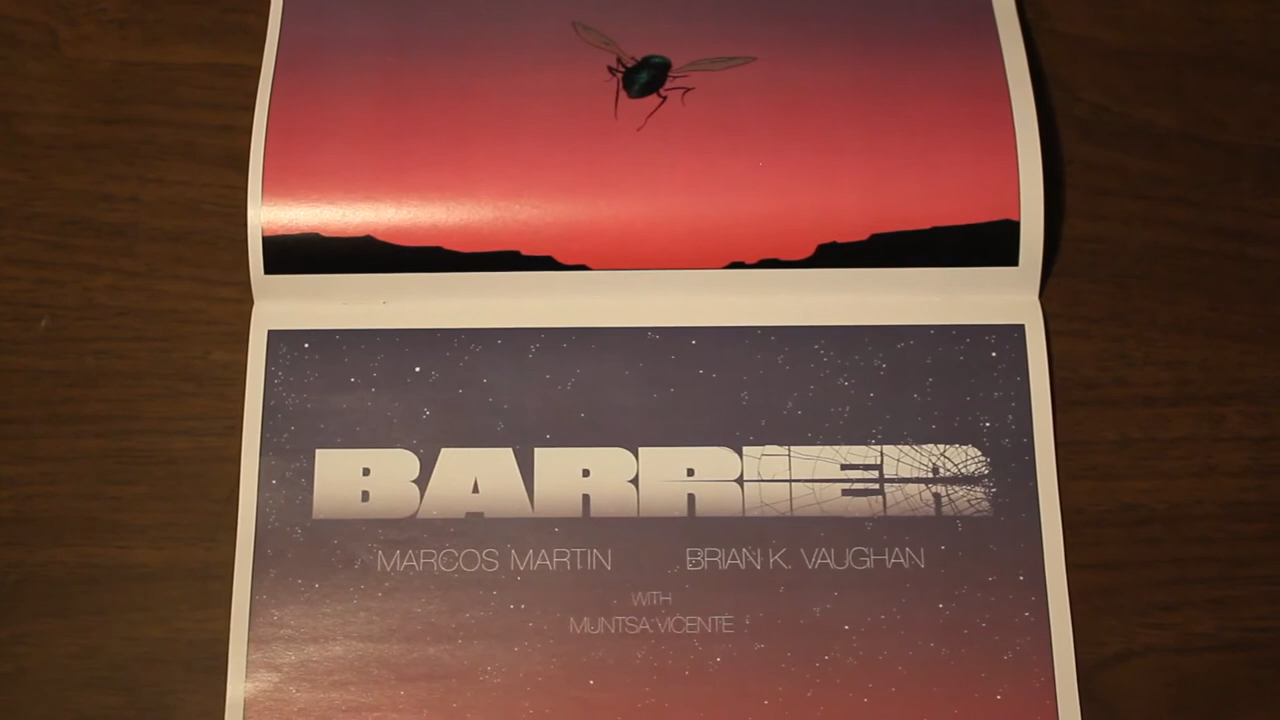 BARRIER
MARCOS MARTIN BRIAN K. VAUGHAN
WITH
MUNTSA VICENTE